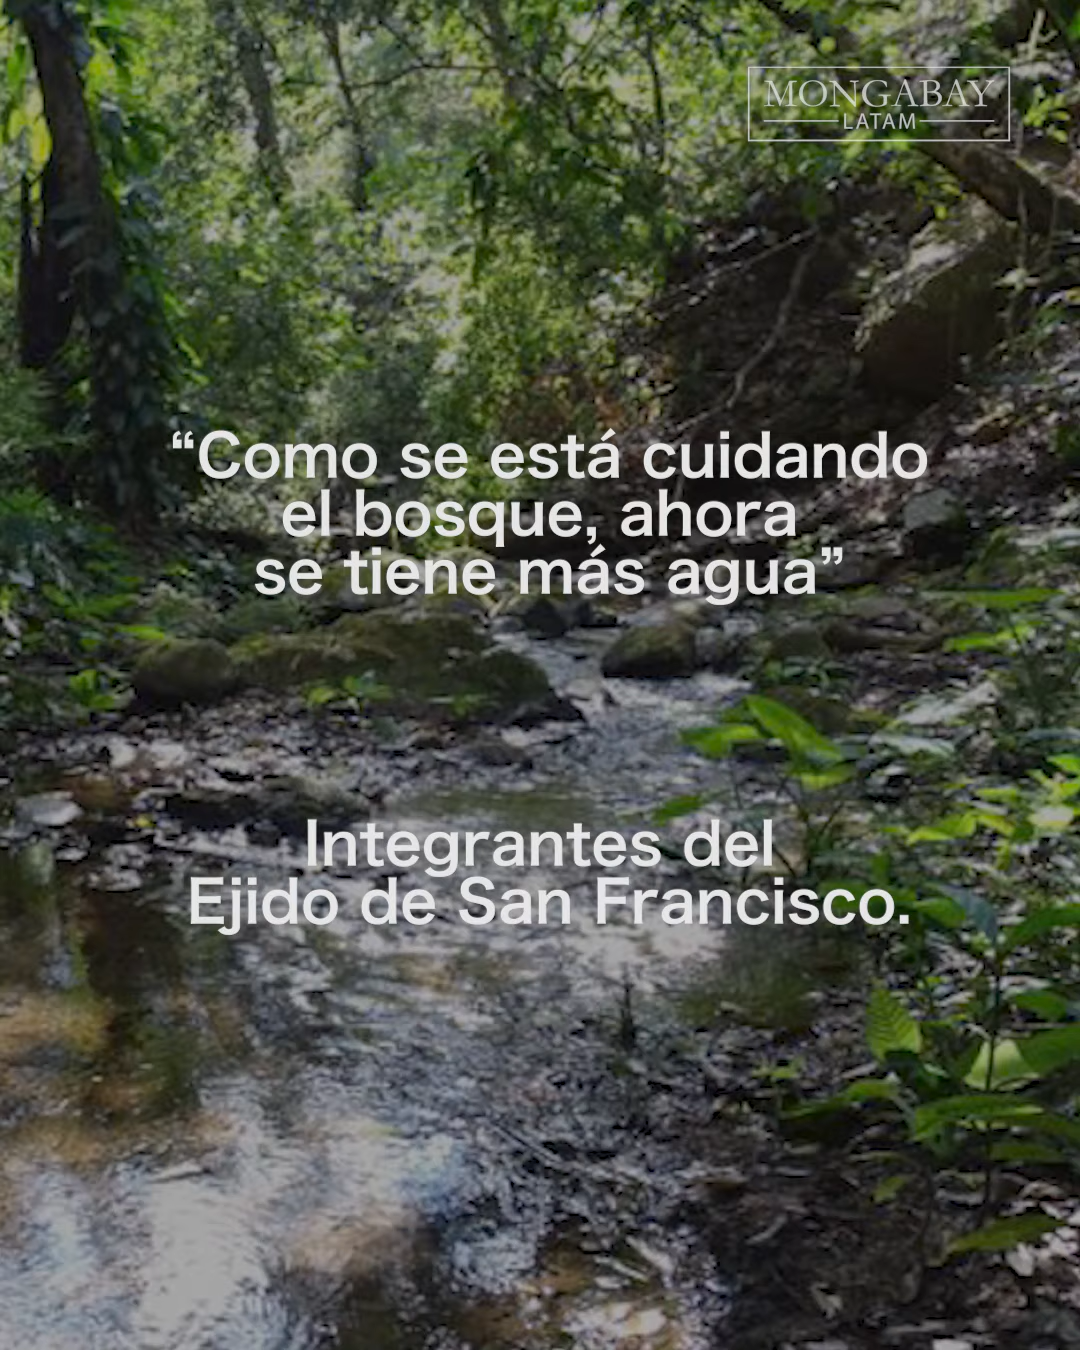 MONGABAY
LATAM
“Como se está cuidando
el bosque, ahora
se tiene más agua”
Integrantes del
Ejido de San Francisco.